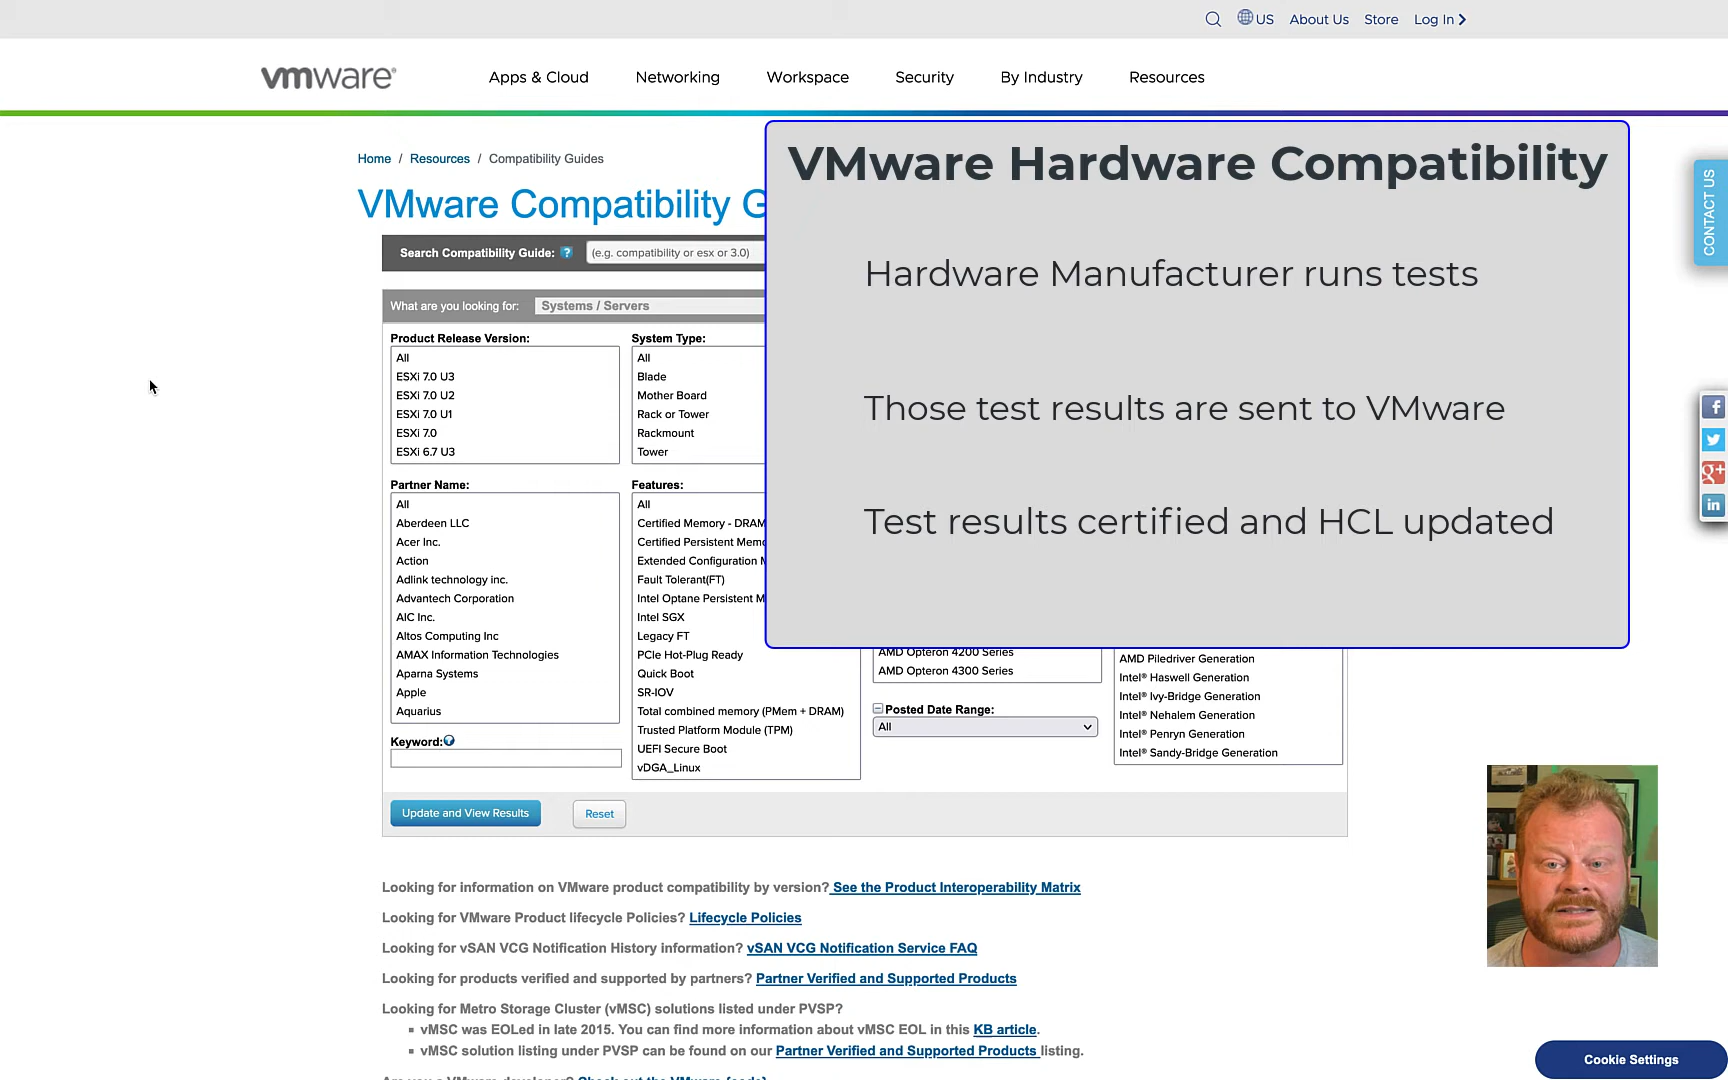 US About Us Store Log In
vmware®
Apps & Cloud Networking Workspace Security By Industry Resources
Home / Resources / Compatibility Guides
VMware Compatibility G
Search Compatibility Guide: ? (e.g. compatibility or esx or 3.0)
What are you looking for: Systems / Servers
Product Release Version:
All
ESXi 7.0 U3
ESXi 7.0 U2
ESXi 7.0 U1
ESXi 7.0
ESXi 6.7 U3
System Type:
All
Blade
Mother Board
Rack or Tower
Rackmount
Tower
Partner Name:
All
Aberdeen LLC
Acer Inc.
Action
Adlink technology inc.
Advantech Corporation
AIC Inc.
Altos Computing Inc
AMAX Information Technologies
Aparna Systems
Apple
Aquarius
Keyword: ?
Features:
All
Certified Memory - DRAM
Certified Persistent Mem
Extended Configuration
Fault Tolerant(FT)
Intel Optane Persistent M
Intel SGX
Legacy FT
PCIe Hot-Plug Ready
Quick Boot
SR-IOV
Total combined memory (PMem + DRAM)
Trusted Platform Module (TPM)
UEFI Secure Boot
vDGA_Linux
VMware Hardware Compatibility
Hardware Manufacturer runs tests
Those test results are sent to VMware
Test results certified and HCL updated
AMD Opteron 4200 Series
AMD Opteron 4300 Series
Posted Date Range:
All
AMD Piledriver Generation
Intel® Haswell Generation
Intel® Ivy-Bridge Generation
Intel® Nehalem Generation
Intel® Penryn Generation
Intel® Sandy-Bridge Generation
Update and View Results Reset
Looking for information on VMware product compatibility by version? See the Product Interoperability Matrix
Looking for VMware Product lifecycle Policies? Lifecycle Policies
Looking for vSAN VCG Notification History information? vSAN VCG Notification Service FAQ
Looking for products verified and supported by partners? Partner Verified and Supported Products
Looking for Metro Storage Cluster (vMSC) solutions listed under PVSP?
▪ vMSC was EOLed in late 2015. You can find more information about vMSC EOL in this KB article.
▪ vMSC solution listing under PVSP can be found on our Partner Verified and Supported Products listing.
Are you a VMware developer? Check out the VMware {code}
CONTACT US
f
g+
in
Cookie Settings